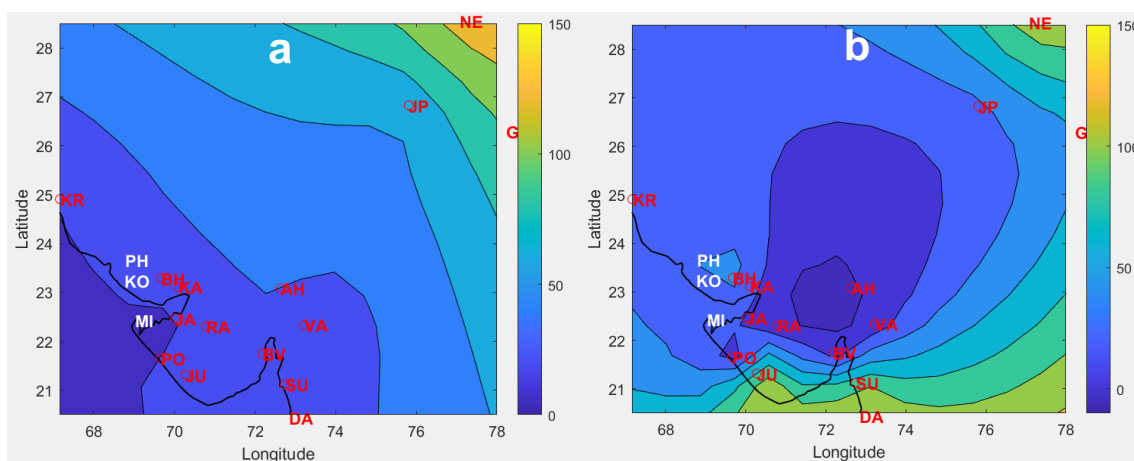 a
NE
28
27
26
25
24
23
22
21
Latitude
JP
G
KR
PH
KO
BH
KA
AH
MI
JA
RA
VA
PO
BV
JU
SU
DA
68 70 72 74 76 78
Longitude
150
100
50
0
b
NE
28
27
26
25
24
23
22
21
Latitude
JP
G
KR
PH
KO
BH
KA
AH
MI
JA
RA
VA
PO
BV
JU
SU
DA
68 70 72 74 76 78
Longitude
150
100
50
0